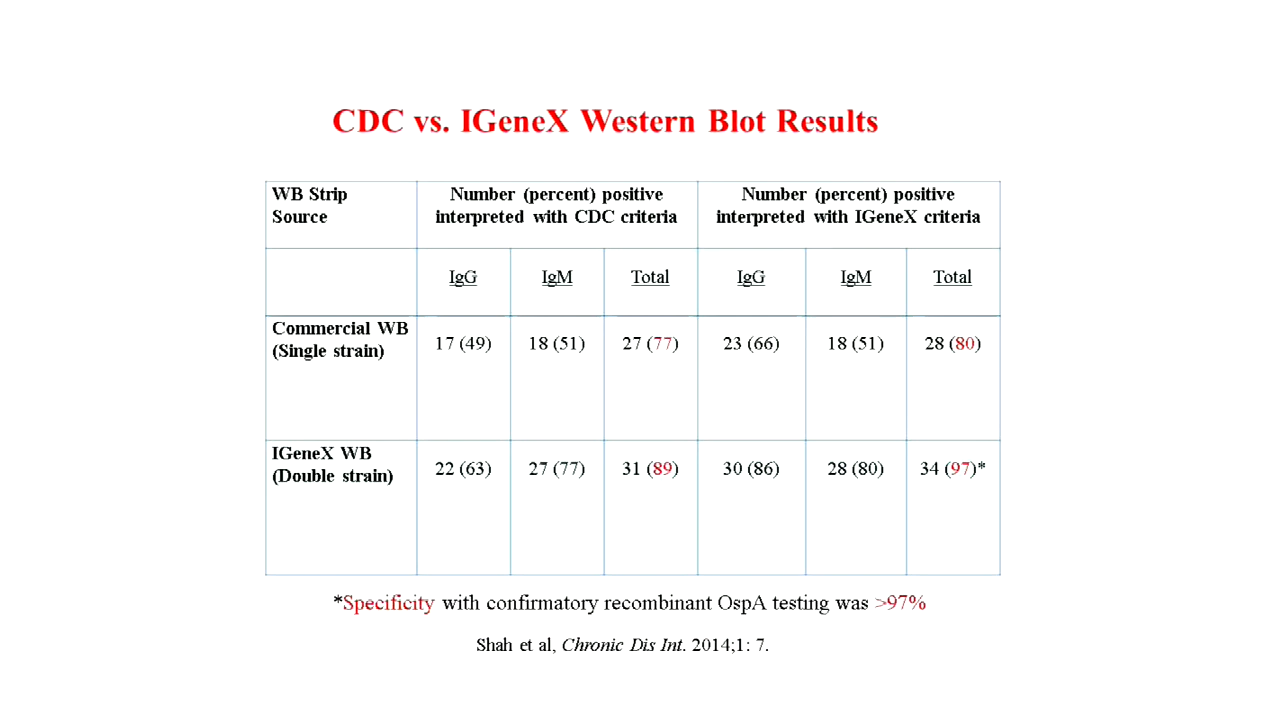 CDC vs. IGeneX Western Blot Results
WB Strip Source
Number (percent) positive interpreted with CDC criteria
Number (percent) positive interpreted with IGeneX criteria
IgG IgM Total IgG IgM Total
Commercial WB (Single strain) 17 (49) 18 (51) 27 (77) 23 (66) 18 (51) 28 (80)
IGeneX WB (Double strain) 22 (63) 27 (77) 31 (89) 30 (86) 28 (80) 34 (97)*
*Specificity with confirmatory recombinant OspA testing was >97%
Shah et al, Chronic Dis Int. 2014;1: 7.